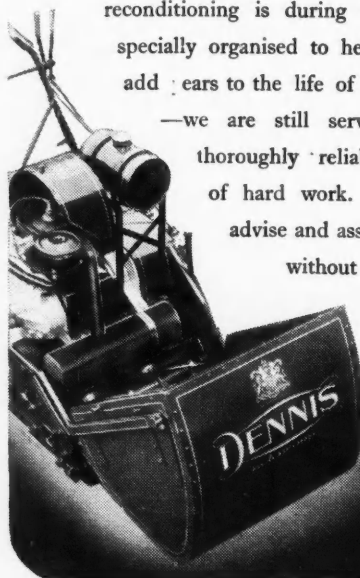 reconditioning is during
specially organised to he
add ears to the life of
—we are still serv
thoroughly reliab
of hard work.
advise and ass
without
DENNIS